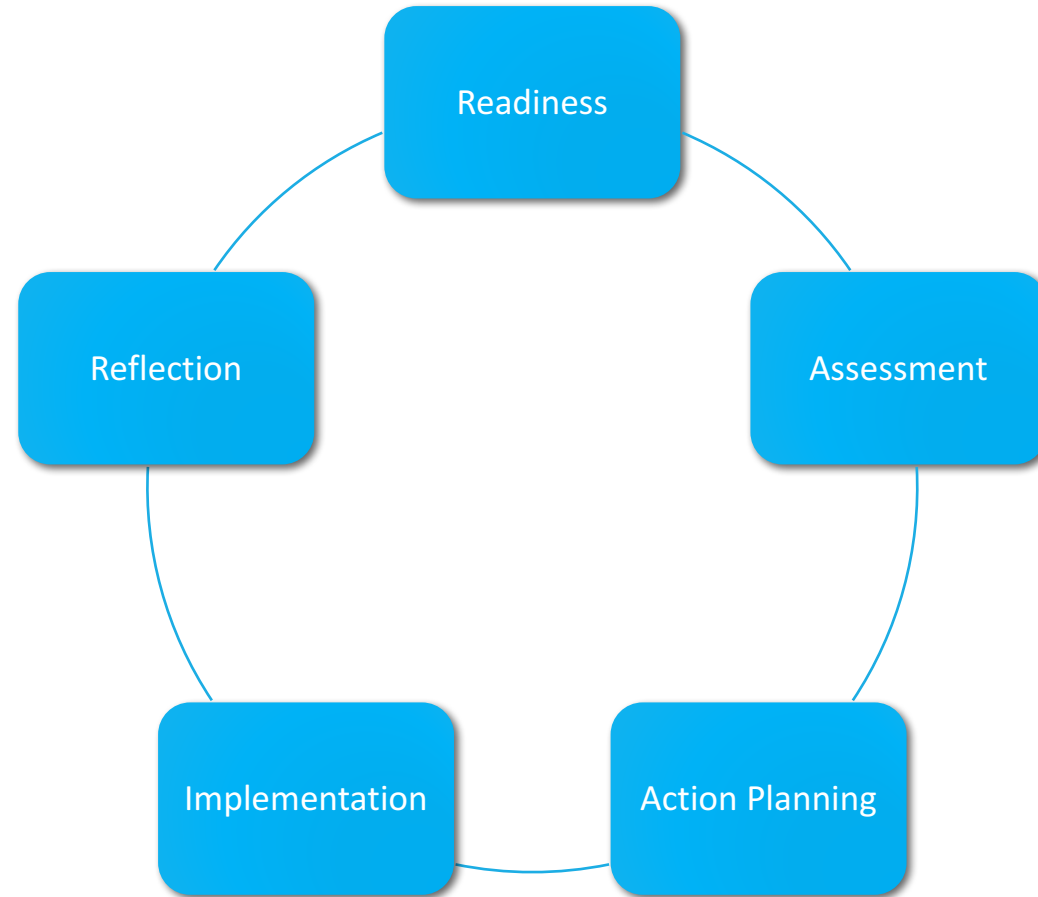 Readiness
Assessment
Action Planning
Implementation
Reflection